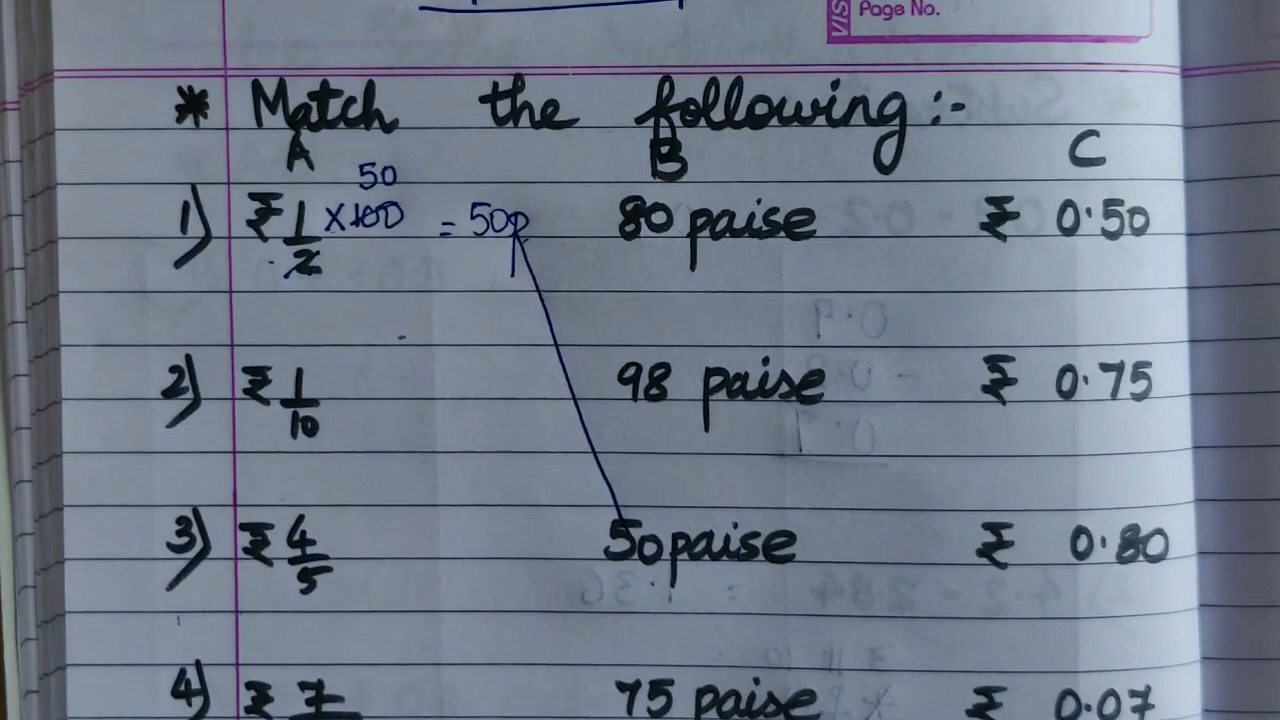 Page No.
* Match the following :-
A B C
1) ₹ 1/2 ×100 50 = 50p 80 paise ₹ 0.50
2) ₹ 1/10 98 paise ₹ 0.75
3) ₹ 4/5 50 paise ₹ 0.80
4) ₹ 7 75 paise ₹ 0.07